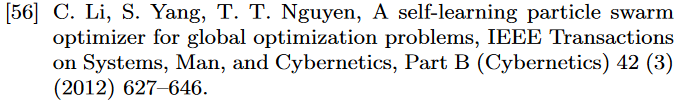 [56] C. Li, S. Yang, T. T. Nguyen, A self-learning particle swarm
optimizer for global optimization problems, IEEE Transactions
on Systems, Man, and Cybernetics, Part B (Cybernetics) 42 (3)
(2012) 627–646.